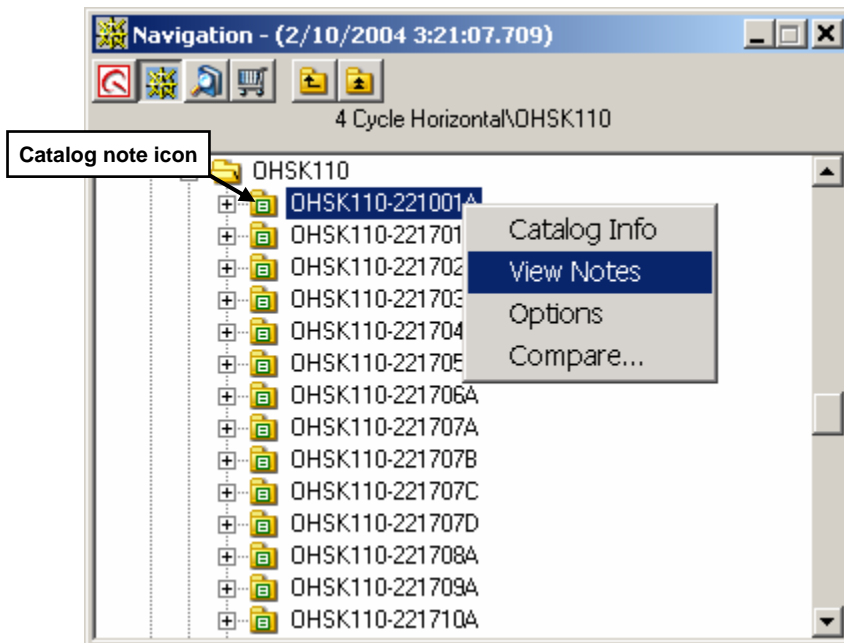 Navigation - (2/10/2004 3:21:07.709)
4 Cycle Horizontal\OHSK110
Catalog note icon
OHSK110
OHSK110-221001A
OHSK110-221701
OHSK110-221702
OHSK110-221703
OHSK110-221704
OHSK110-221705
OHSK110-221706A
OHSK110-221707A
OHSK110-221707B
OHSK110-221707C
OHSK110-221707D
OHSK110-221708A
OHSK110-221709A
OHSK110-221710A
Catalog Info
View Notes
Options
Compare...